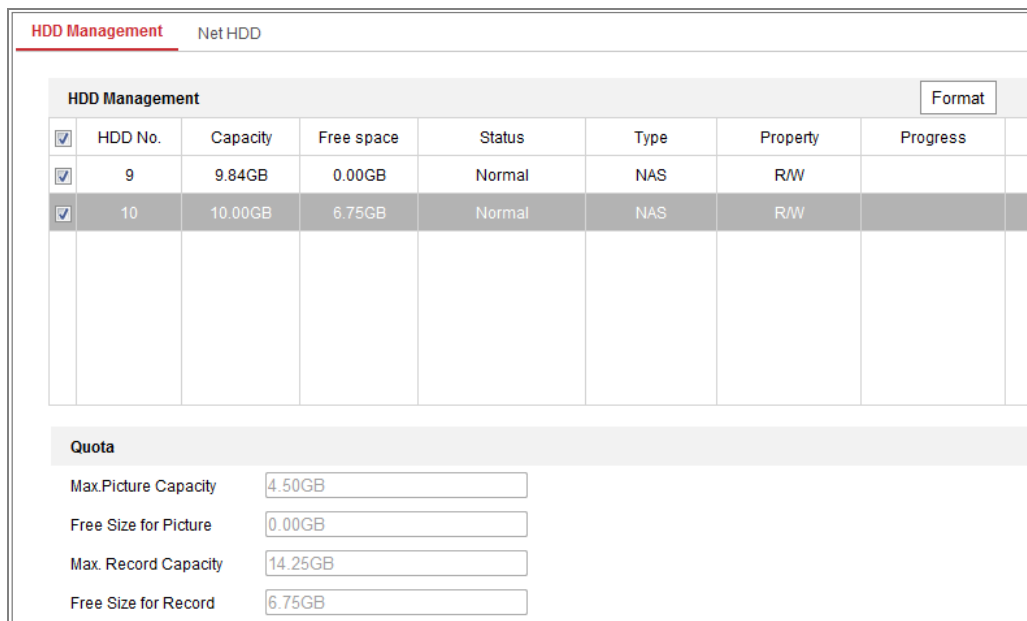 HDD Management Net HDD
HDD Management Format
HDD No. Capacity Free space Status Type Property Progress
9 9.84GB 0.00GB Normal NAS R/W
10 10.00GB 6.75GB Normal NAS R/W
Quota
Max.Picture Capacity 4.50GB
Free Size for Picture 0.00GB
Max. Record Capacity 14.25GB
Free Size for Record 6.75GB